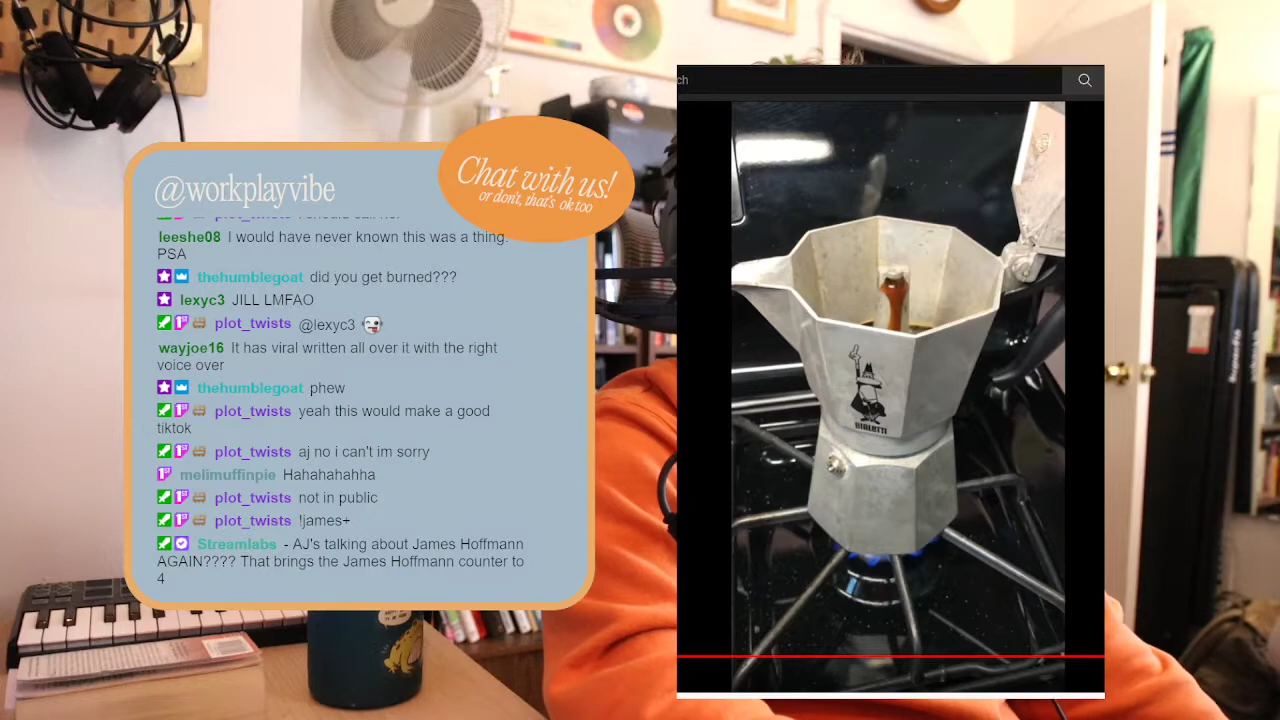 ch
Chat with us!
or don't, that's ok too
@workplayvibe
leeshe08 I would have never known this was a thing.
PSA
thehumblegoat did you get burned???
lexyc3 JILL LMFAO
plot_twists @lexyc3
wayjoe16 It has viral written all over it with the right
voice over
thehumblegoat phew
plot_twists yeah this would make a good
tiktok
plot_twists aj no i can't im sorry
melimuffinpie Hahahahahha
plot_twists not in public
plot_twists !james+
Streamlabs - AJ's talking about James Hoffmann
AGAIN???? That brings the James Hoffmann counter to
4
BIALETTI